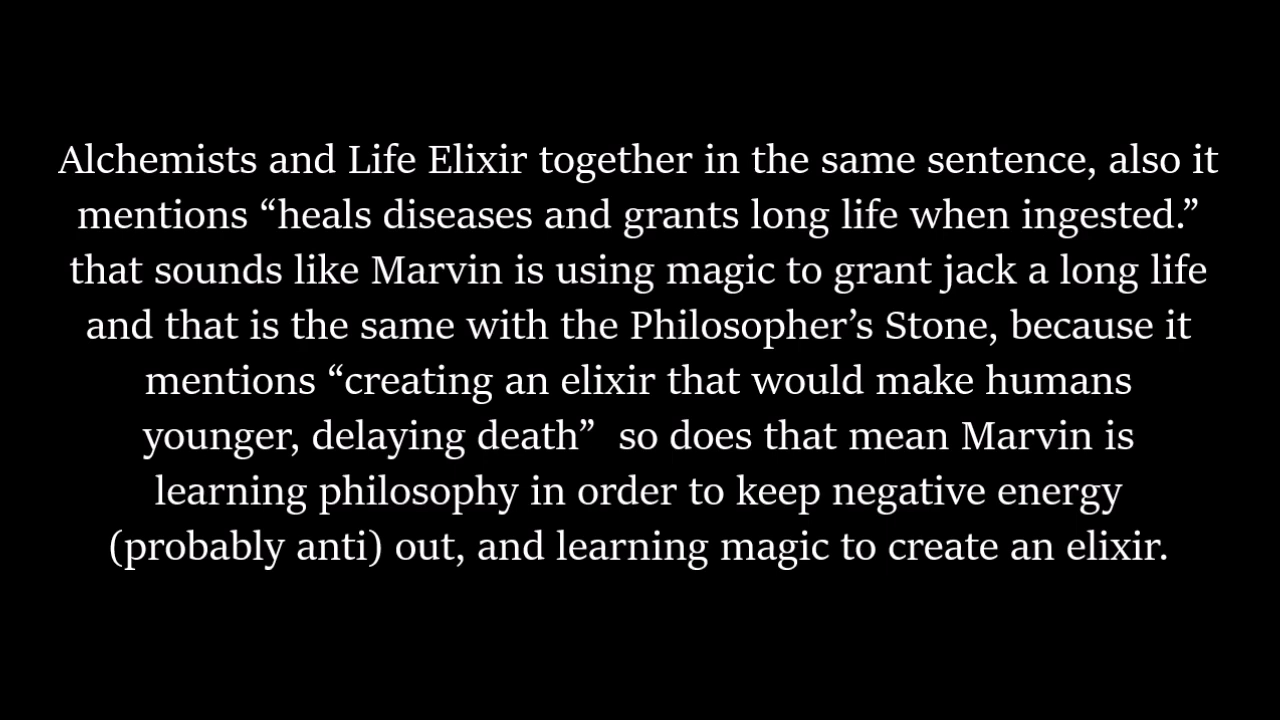 Alchemists and Life Elixir together in the same sentence, also it
mentions “heals diseases and grants long life when ingested.”
that sounds like Marvin is using magic to grant jack a long life
and that is the same with the Philosopher’s Stone, because it
mentions “creating an elixir that would make humans
younger, delaying death”  so does that mean Marvin is
learning philosophy in order to keep negative energy
(probably anti) out, and learning magic to create an elixir.